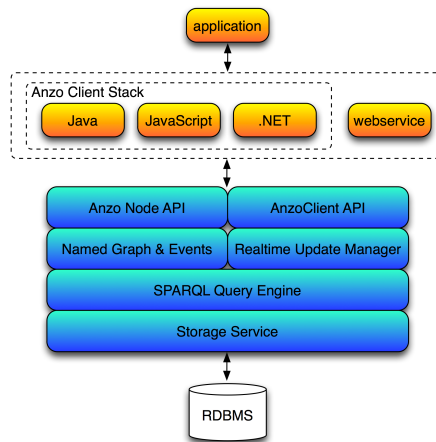 application
Anzo Client Stack
Java
JavaScript
.NET
webservice
Anzo Node API
AnzoClient API
Named Graph & Events
Realtime Update Manager
SPARQL Query Engine
Storage Service
RDBMS